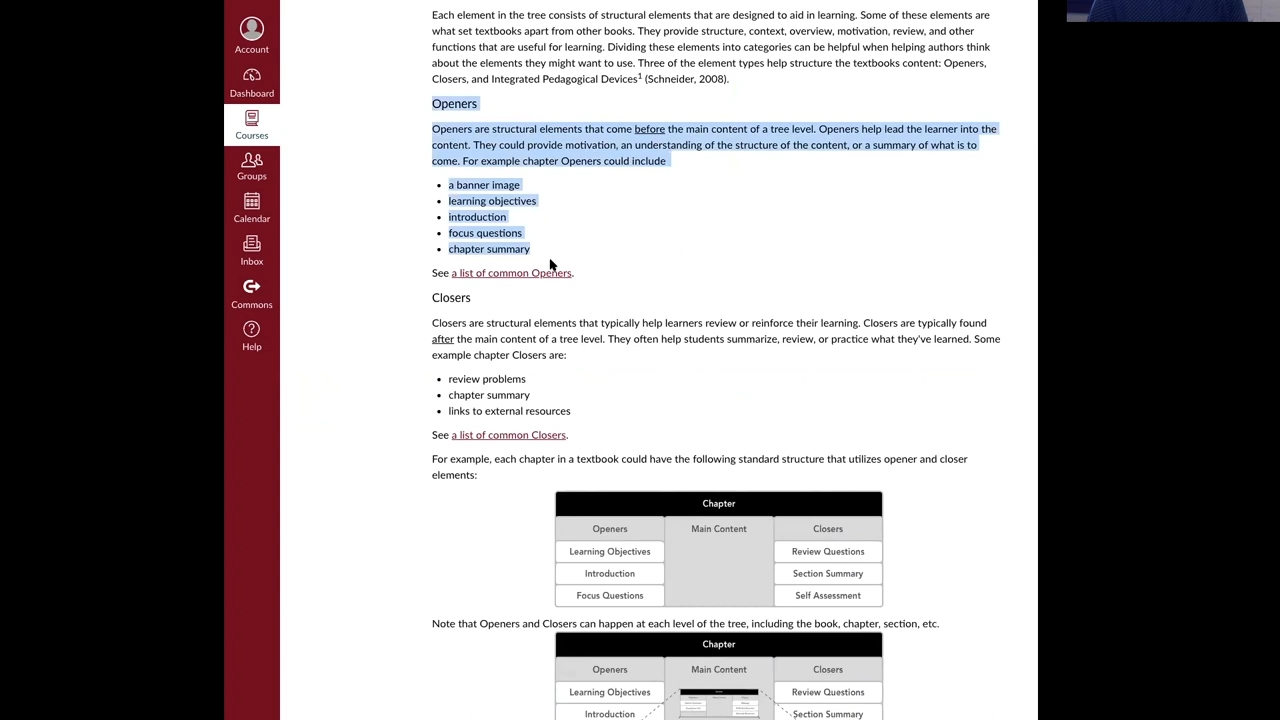 Account
Dashboard
Courses
Groups
Calendar
Inbox
Commons
Help
Each element in the tree consists of structural elements that are designed to aid in learning. Some of these elements are
what set textbooks apart from other books. They provide structure, context, overview, motivation, review, and other
functions that are useful for learning. Dividing these elements into categories can be helpful when helping authors think
about the elements they might want to use. Three of the element types help structure the textbooks content: Openers,
Closers, and Integrated Pedagogical Devices1 (Schneider, 2008).
Openers
Openers are structural elements that come before the main content of a tree level. Openers help lead the learner into the
content. They could provide motivation, an understanding of the structure of the content, or a summary of what is to
come. For example chapter Openers could include
• a banner image
• learning objectives
• introduction
• focus questions
• chapter summary
See a list of common Openers.
Closers
Closers are structural elements that typically help learners review or reinforce their learning. Closers are typically found
after the main content of a tree level. They often help students summarize, review, or practice what they've learned. Some
example chapter Closers are:
• review problems
• chapter summary
• links to external resources
See a list of common Closers.
For example, each chapter in a textbook could have the following standard structure that utilizes opener and closer
elements:
Chapter
Openers Main Content Closers
Learning Objectives Review Questions
Introduction Section Summary
Focus Questions Self Assessment
Note that Openers and Closers can happen at each level of the tree, including the book, chapter, section, etc.
Chapter
Openers Main Content Closers
Learning Objectives Review Questions
Introduction Section Summary